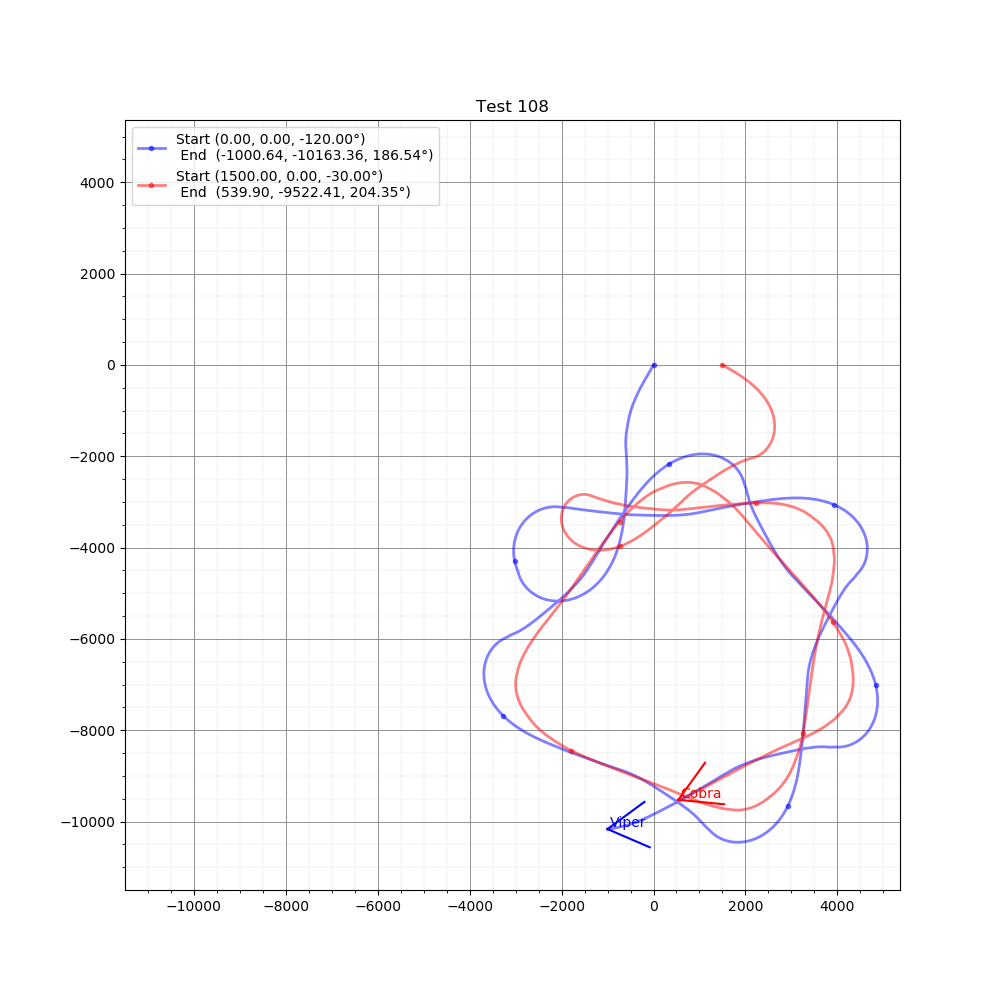 Test 108
Start (0.00, 0.00, -120.00°)
End (-1000.64, -10163.36, 186.54°)
Start (1500.00, 0.00, -30.00°)
End (539.90, -9522.41, 204.35°)
4000
2000
0
−2000
−4000
−6000
−8000
−10000
Cobra
Viper
−10000
−8000
−6000
−4000
−2000
0
2000
4000